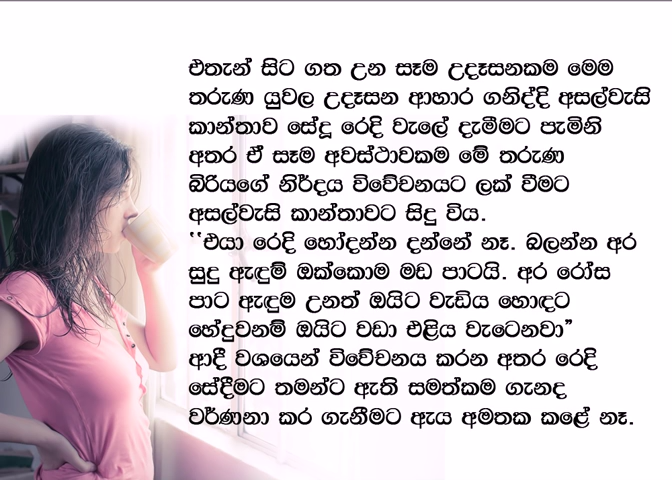 එතැන් සිට ගත උන සෑම උදෑසනකම මෙම
තරුණ යුවල උදෑසන ආහාර ගනිද්දි අසල්වැසි
කාන්තාව සේදූ රෙදි වැලේ දැමීමට පැමිනි
අතර ඒ සෑම අවස්ථාවකම මේ තරුණ
බිරියගේ නිර්දය විවේචනයට ලක් වීමට
අසල්වැසි කාන්තාවට සිදු විය.
‘‘එයා රෙදි හෝදන්න දන්නේ නෑ. බලන්න අර
සුදු ඇඳුම් ඔක්කොම මඩ පාටයි. අර රෝස
පාට ඇඳුම උනත් ඔයිට වැඩිය හොඳට
හේදුවනම් ඔයිට වඩා එළිය වැටෙනවා”
ආදී වශයෙන් විවේචනය කරන අතර රෙදි
සේදීමට තමන්ට ඇති සමත්කම ගැනද
වර්ණනා කර ගැනීමට ඇය අමතක කළේ නෑ.